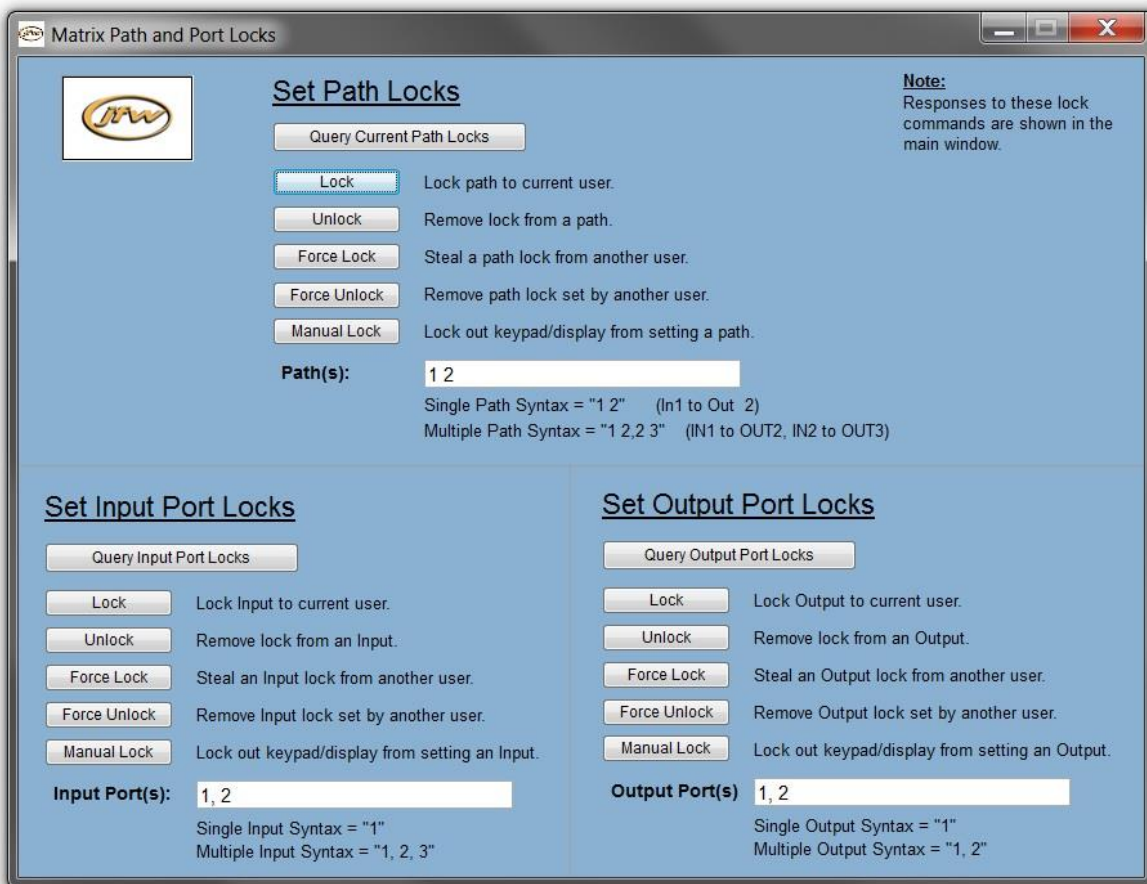 Matrix Path and Port Locks
JFW
Set Path Locks
Note:
Responses to these lock
commands are shown in the
main window.
Query Current Path Locks
Lock Lock path to current user.
Unlock Remove lock from a path.
Force Lock Steal a path lock from another user.
Force Unlock Remove path lock set by another user.
Manual Lock Lock out keypad/display from setting a path.
Path(s): 1 2
Single Path Syntax = "1 2" (In1 to Out 2)
Multiple Path Syntax = "1 2,2 3" (IN1 to OUT2, IN2 to OUT3)
Set Input Port Locks
Query Input Port Locks
Lock Lock Input to current user.
Unlock Remove lock from an Input.
Force Lock Steal an Input lock from another user.
Force Unlock Remove Input lock set by another user.
Manual Lock Lock out keypad/display from setting an Input.
Input Port(s): 1, 2
Single Input Syntax = "1"
Multiple Input Syntax = "1, 2, 3"
Set Output Port Locks
Query Output Port Locks
Lock Lock Output to current user.
Unlock Remove lock from an Output.
Force Lock Steal an Output lock from another user.
Force Unlock Remove Output lock set by another user.
Manual Lock Lock out keypad/display from setting an Output.
Output Port(s) 1, 2
Single Output Syntax = "1"
Multiple Output Syntax = "1, 2"